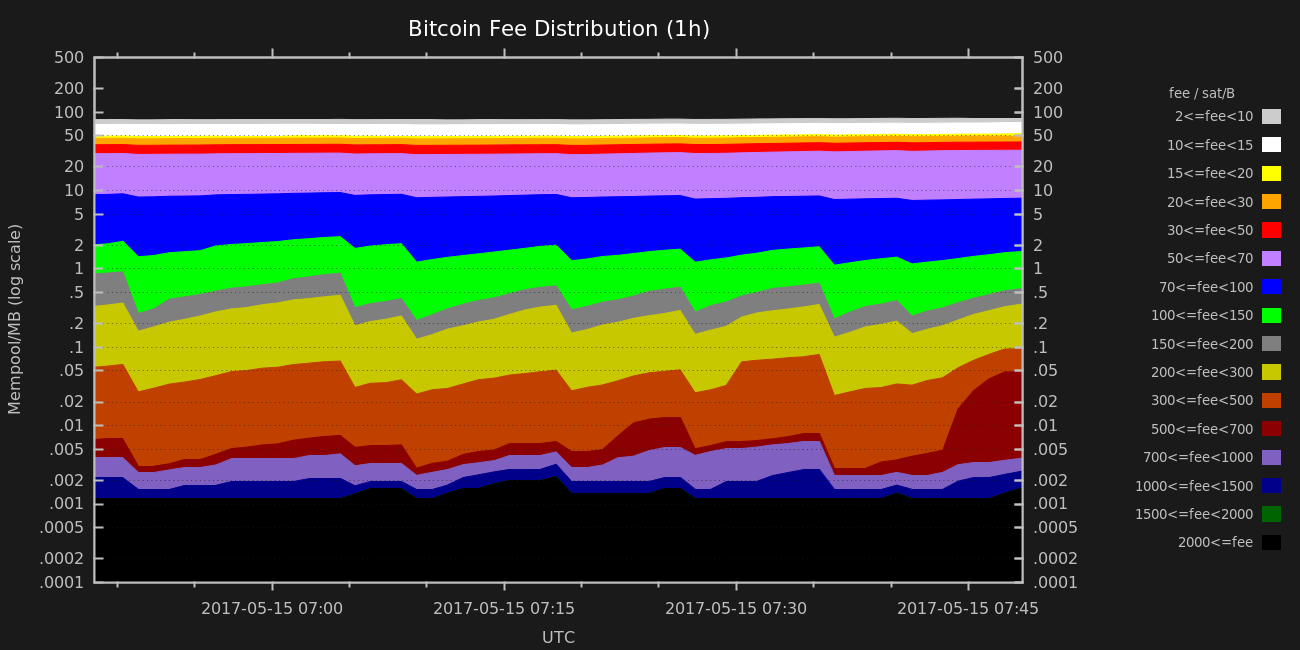 Bitcoin Fee Distribution (1h)
500
200
100
50
20
10
5
2
1
.5
.2
.1
.05
.02
.01
.005
.002
.001
.0005
.0002
.0001
Mempool/MB (log scale)
500
200
100
50
20
10
5
2
1
.5
.2
.1
.05
.02
.01
.005
.002
.001
.0005
.0002
.0001
2017-05-15 07:00 2017-05-15 07:15 2017-05-15 07:30 2017-05-15 07:45
UTC
fee / sat/B
2<=fee<10
10<=fee<15
15<=fee<20
20<=fee<30
30<=fee<50
50<=fee<70
70<=fee<100
100<=fee<150
150<=fee<200
200<=fee<300
300<=fee<500
500<=fee<700
700<=fee<1000
1000<=fee<1500
1500<=fee<2000
2000<=fee